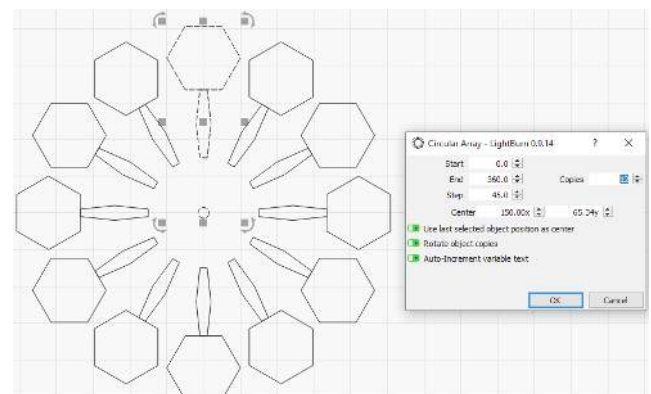 Circular Array - LightBurn 0.9.14 ? ×
Start 0.0
End 360.0 Copies 12
Step 45.0
Center 150.00x 65.34y
Use last selected object position as center
Rotate object copies
Auto-Increment variable text
OK Cancel